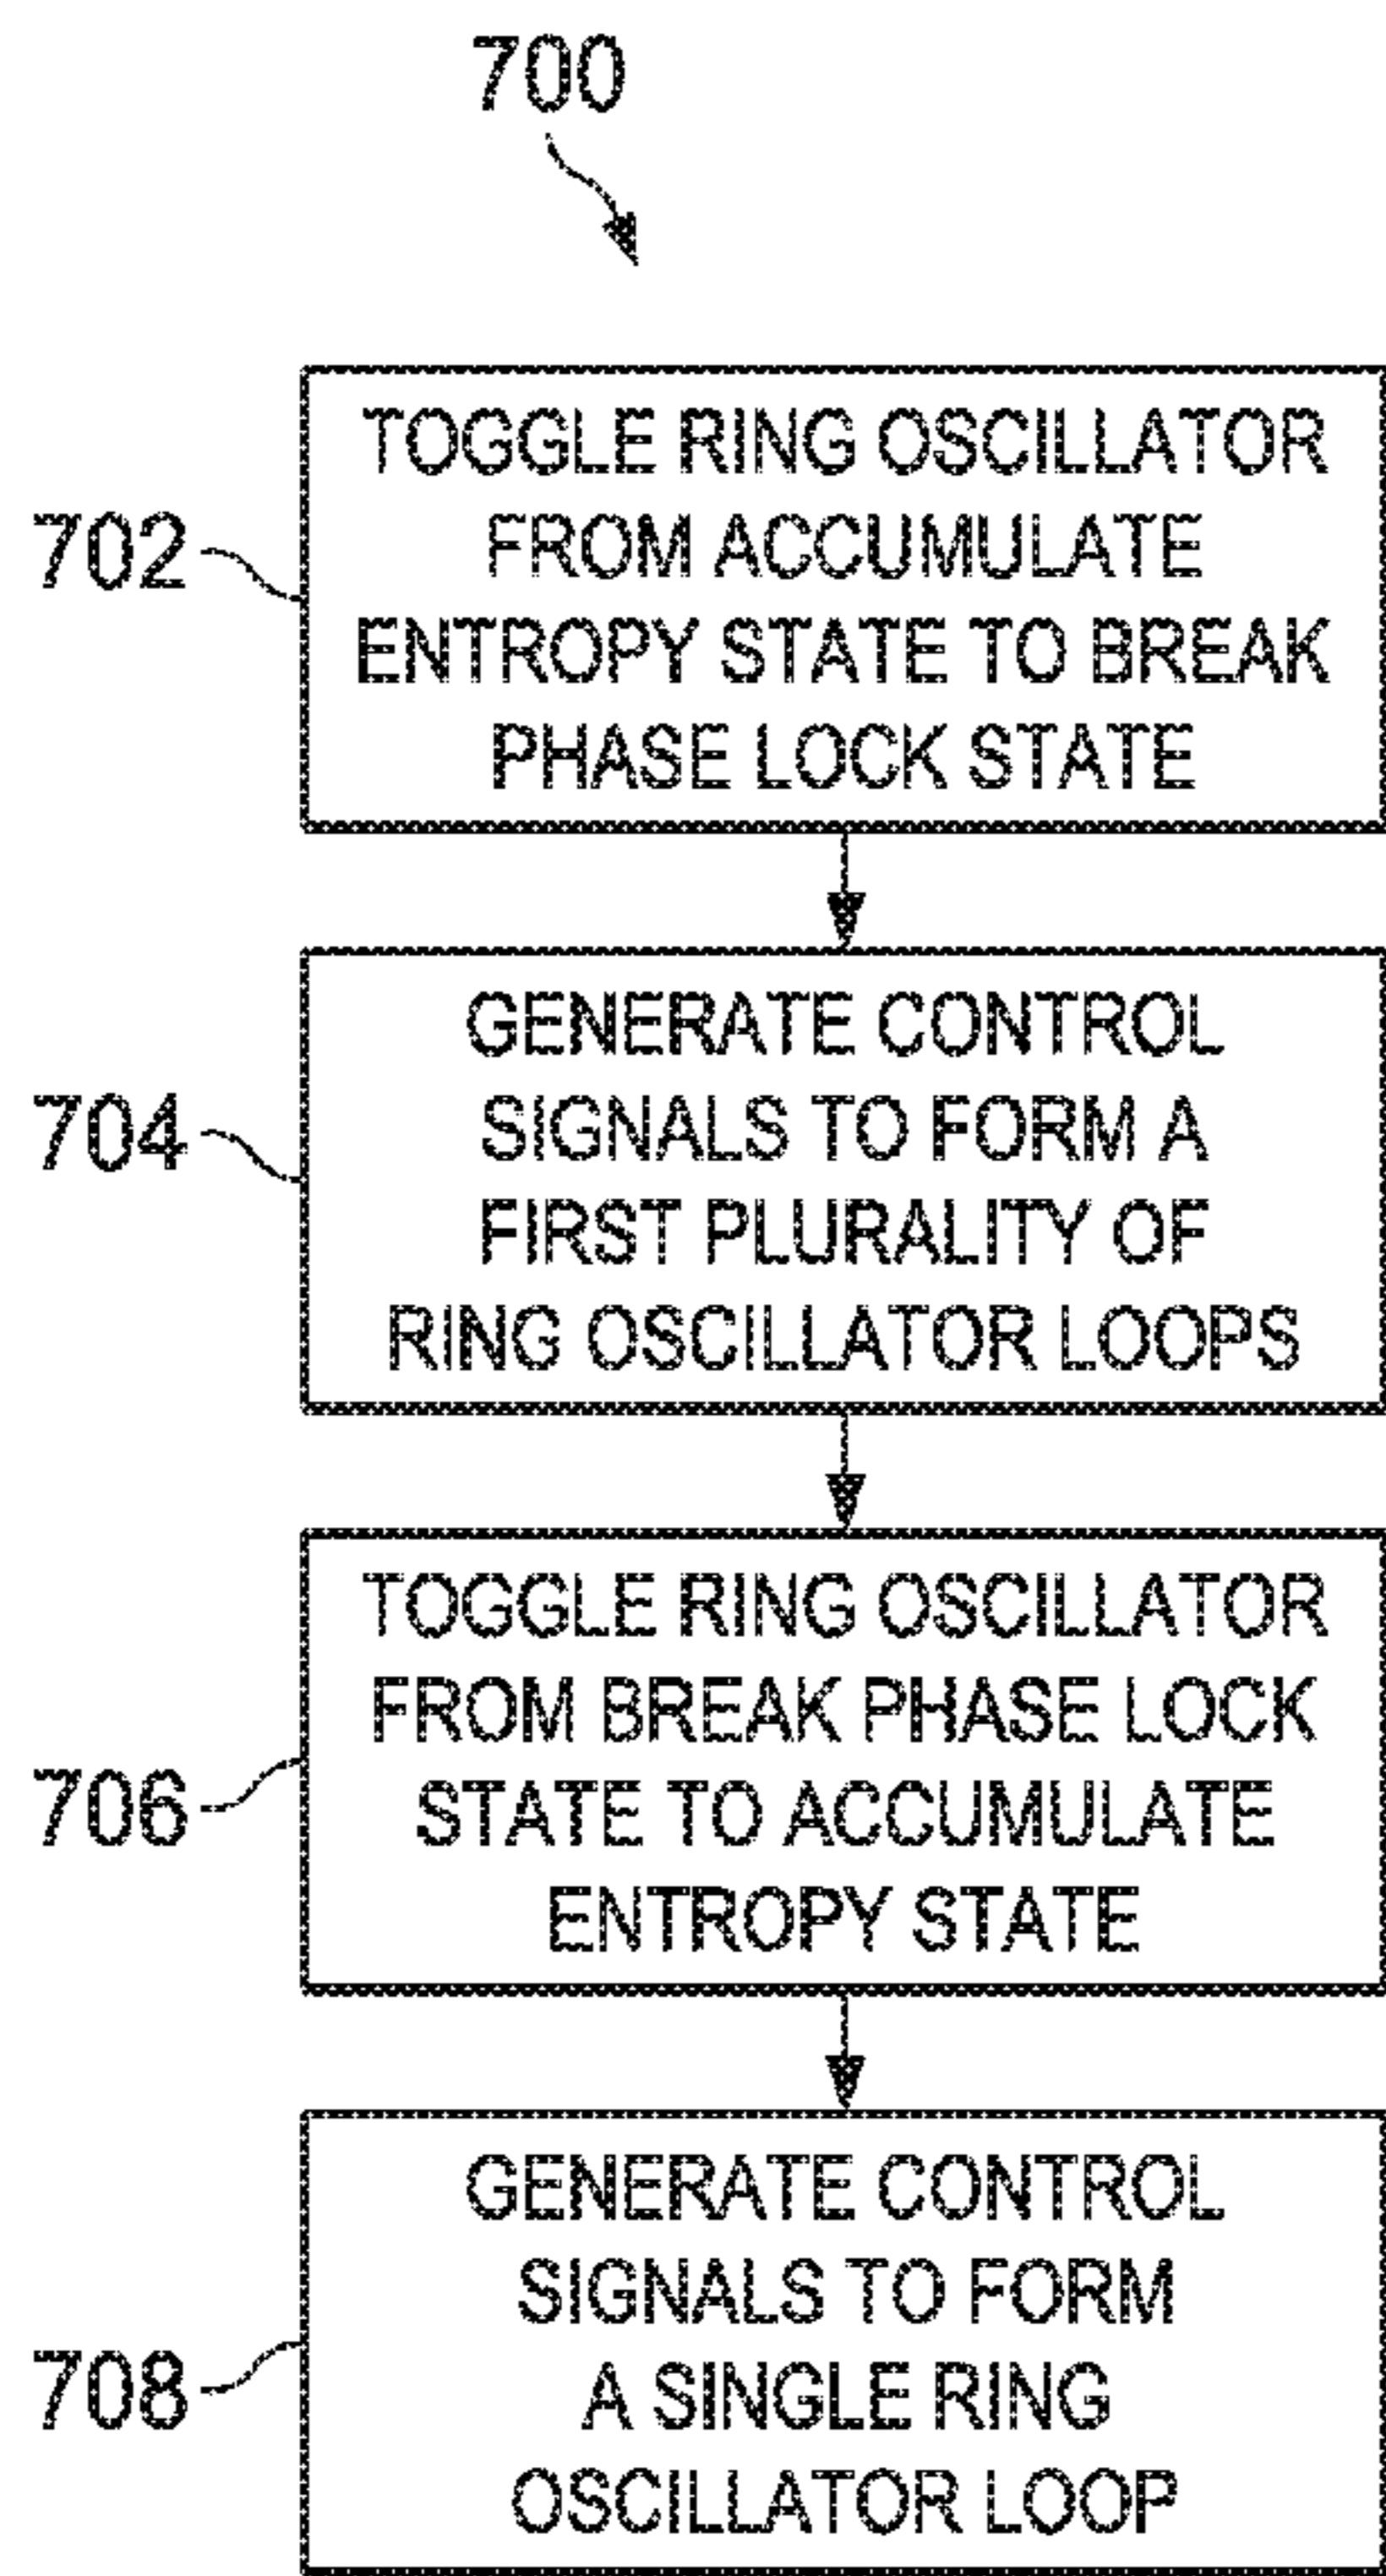 700
702
TOGGLE RING OSCILLATOR
FROM ACCUMULATE
ENTROPY STATE TO BREAK
PHASE LOCK STATE
704
GENERATE CONTROL
SIGNALS TO FORM A
FIRST PLURALITY OF
RING OSCILLATOR LOOPS
706
TOGGLE RING OSCILLATOR
FROM BREAK PHASE LOCK
STATE TO ACCUMULATE
ENTROPY STATE
708
GENERATE CONTROL
SIGNALS TO FORM
A SINGLE RING
OSCILLATOR LOOP